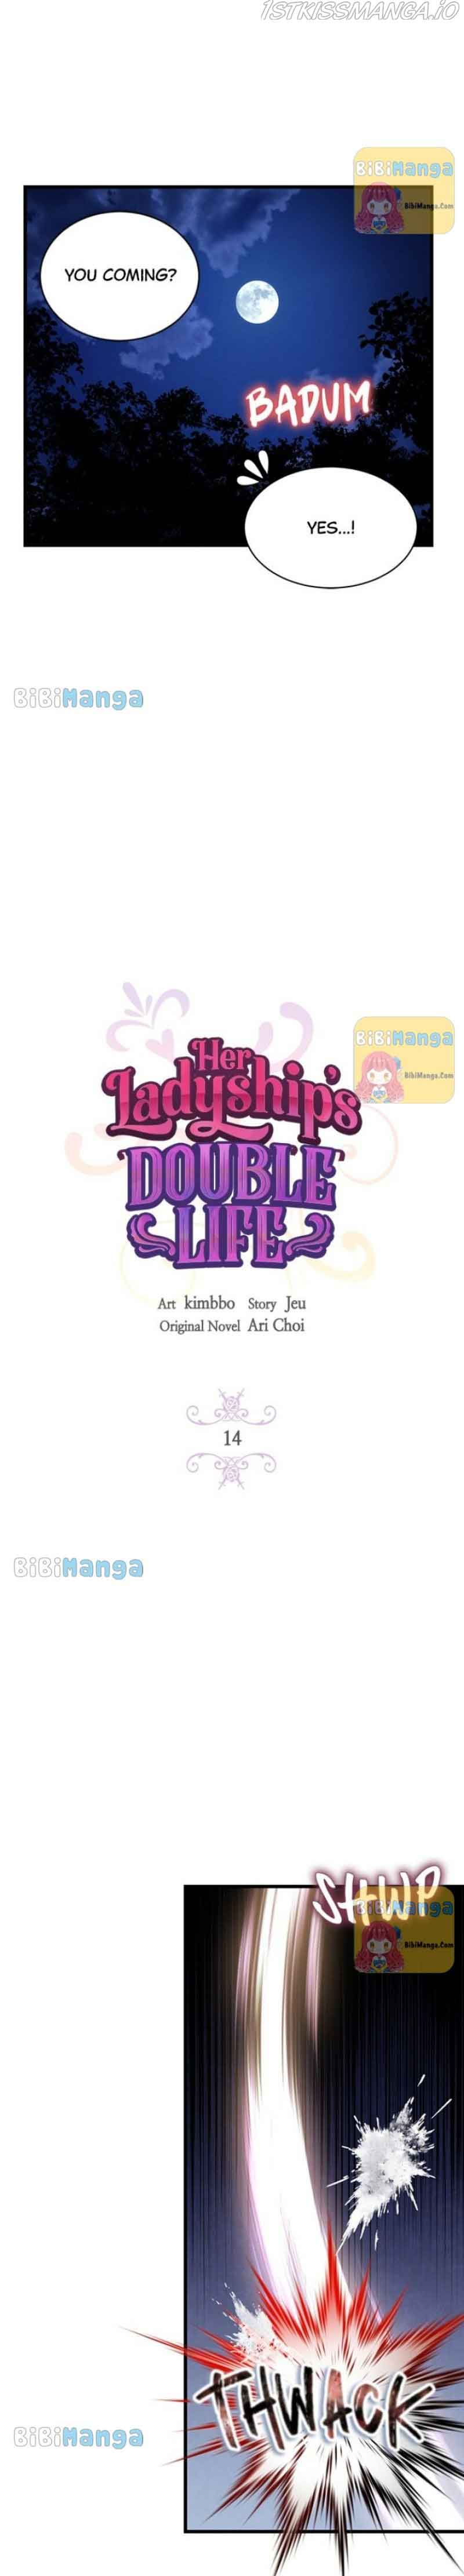 1STKISSMANGA.iO
BiBiManga
BibiManga.Com
YOU COMING?
BADUM
YES...!
BiBiManga
BiBiManga
BibiManga.Com
Her
Ladyship's
DOUBLE
LIFE
Art kimbbo Story Jeu
Original Novel Ari Choi
14
BiBiManga
SHWP
BiBiManga
BibiManga.Com
THWACK
BiBiManga